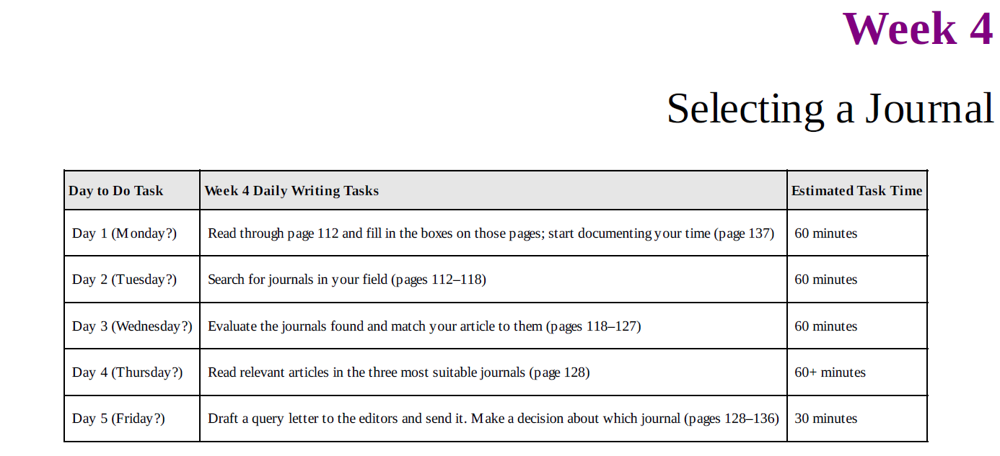 Week 4
Selecting a Journal
Day to Do Task Week 4 Daily Writing Tasks Estimated Task Time
Day 1 (Monday?) Read through page 112 and fill in the boxes on those pages; start documenting your time (page 137) 60 minutes
Day 2 (Tuesday?) Search for journals in your field (pages 112–118) 60 minutes
Day 3 (Wednesday?) Evaluate the journals found and match your article to them (pages 118–127) 60 minutes
Day 4 (Thursday?) Read relevant articles in the three most suitable journals (page 128) 60+ minutes
Day 5 (Friday?) Draft a query letter to the editors and send it. Make a decision about which journal (pages 128–136) 30 minutes